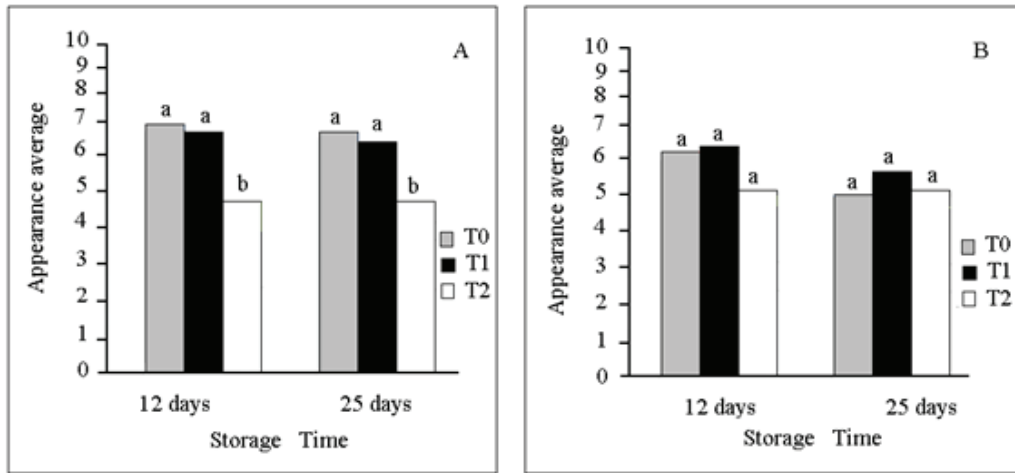 A
Appearance average
10
9
8
7
6
5
4
3
2
1
0
a a b
a a b
T0
T1
T2
12 days 25 days
Storage Time
B
Appearance average
10
9
8
7
6
5
4
3
2
1
0
a a a
a a a
T0
T1
T2
12 days 25 days
Storage Time